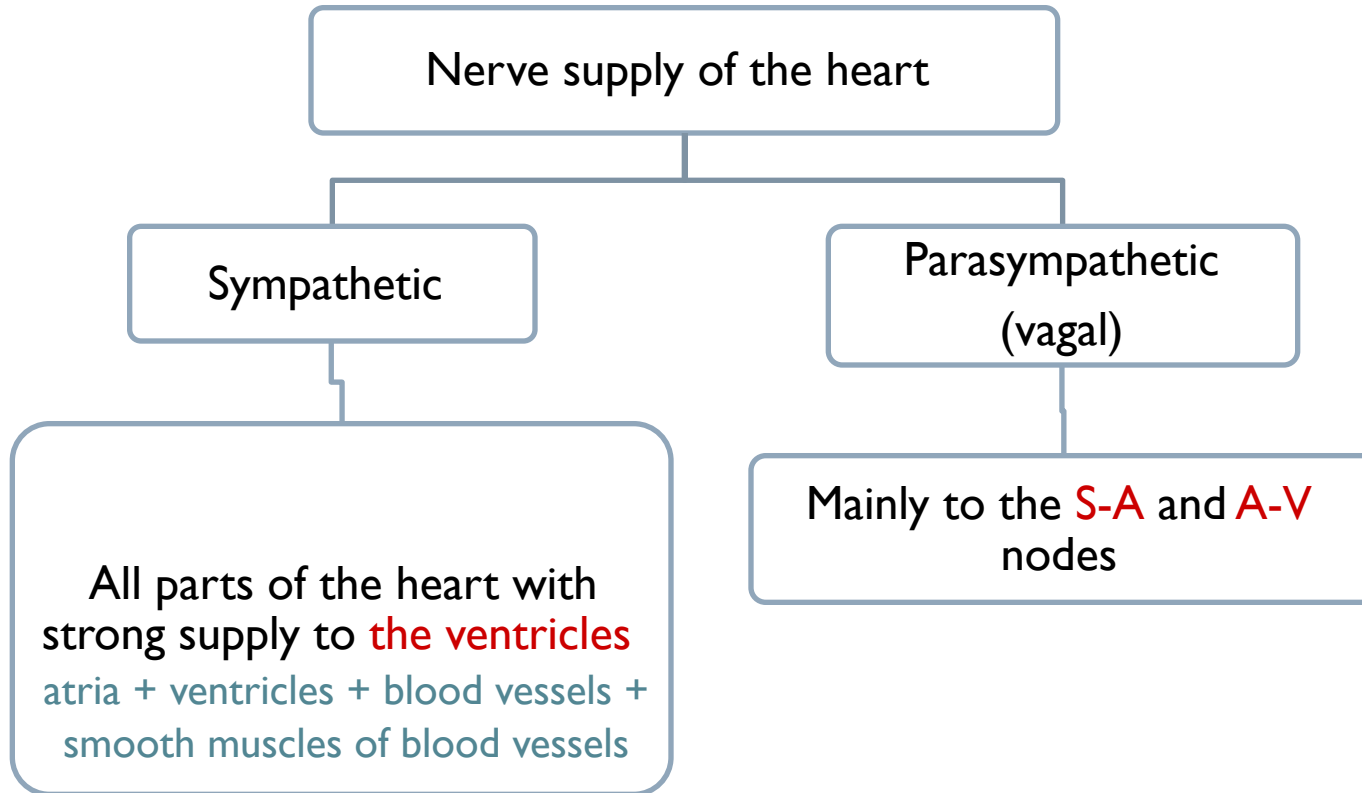 Nerve supply of the heart
Sympathetic
Parasympathetic
(vagal)
All parts of the heart with
strong supply to the ventricles
atria + ventricles + blood vessels +
smooth muscles of blood vessels
Mainly to the S-A and A-V
nodes